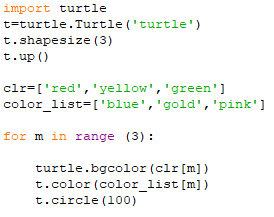 import turtle
t=turtle.Turtle('turtle')
t.shapesize(3)
t.up()
clr=['red','yellow','green']
color_list=['blue','gold','pink']
for m in range (3):
    turtle.bgcolor(clr[m])
    t.color(color_list[m])
    t.circle(100)